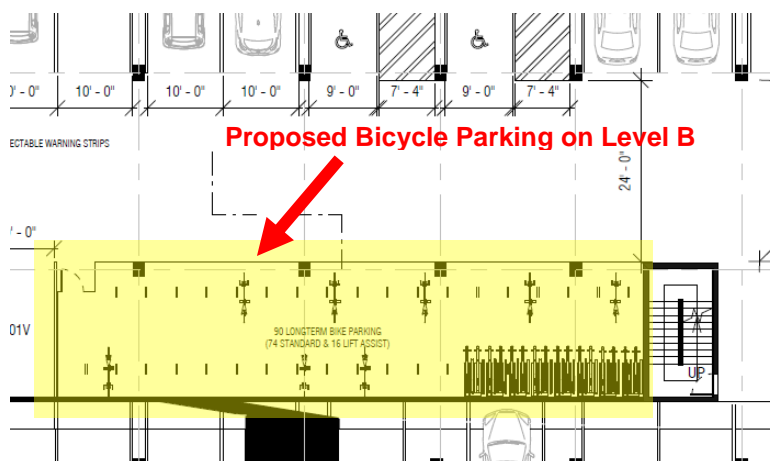 0' - 0" 10' - 0" 10' - 0" 10' - 0" 9' - 0" 7' - 4" 9' - 0" 7' - 4"
Proposed Bicycle Parking on Level B
ECTABLE WARNING STRIPS
24' - 0"
' - 0"
01V
90 LONGTERM BIKE PARKING
(74 STANDARD & 16 LIFT ASSIST)
UP